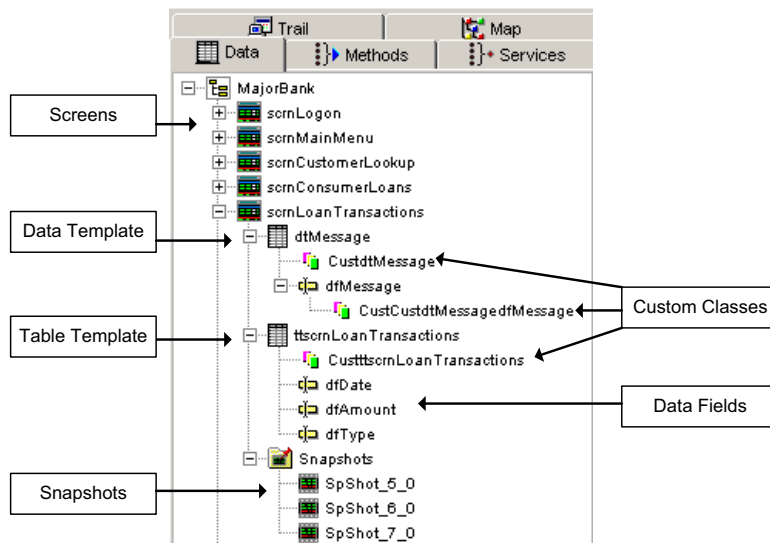 Trail
Map
Data
Methods
Services
MajorBank
Screens
scrnLogon
scrnMainMenu
scrnCustomerLookup
scrnConsumerLoans
scrnLoanTransactions
Data Template
dtMessage
CustdtMessage
dfMessage
CustCustdtMessagedfMessage
Custom Classes
Table Template
ttscrnLoanTransactions
CustttscrnLoanTransactions
dfDate
dfAmount
Data Fields
dfType
Snapshots
Snapshots
SpShot_5_0
SpShot_6_0
SpShot_7_0